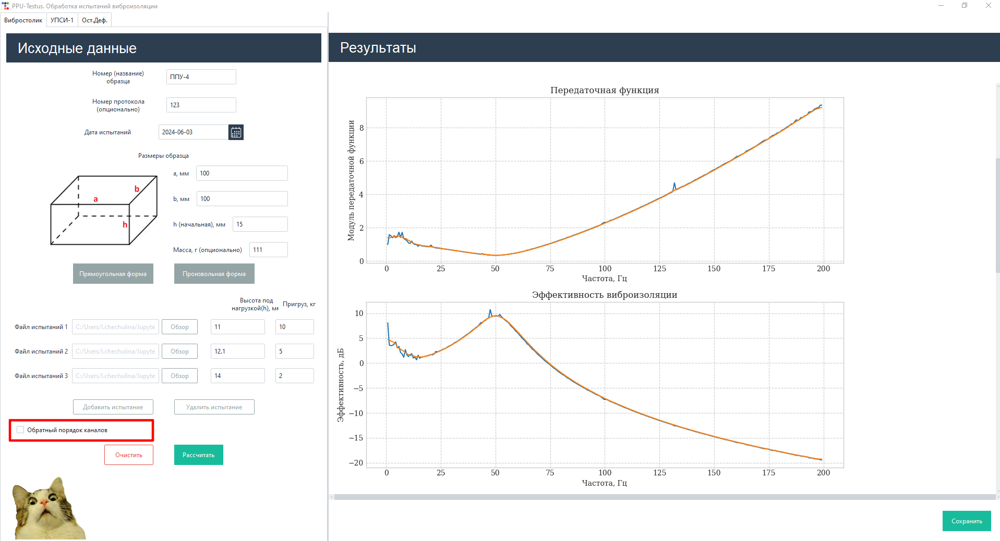 PPU-Testus. Обработка испытаний виброизоляции
Вибростолик
УПСИ-1
Ост.Деф.
Исходные данные
Номер (название)
образца
ППУ-4
Номер протокола
(опционально)
123
Дата испытаний
2024-06-03
Размеры образца
a
b
h
a, мм
100
b, мм
100
h (начальная), мм
15
Масса, г (опционально)
111
Прямоугольная форма
Произвольная форма
Высота под
нагрузкой(h), мм
Пригруз, кг
Файл испытаний 1
C:/Users/l.chechulina/Jupyte
Обзор
11
10
Файл испытаний 2
C:/Users/l.chechulina/Jupyte
Обзор
12.1
5
Файл испытаний 3
C:/Users/l.chechulina/Jupyte
Обзор
14
2
Добавить испытание
Удалить испытание
Обратный порядок каналов
Очистить
Рассчитать
Результаты
Передаточная функция
Модуль передаточной функции
8
6
4
2
0
0 25 50 75 100 125 150 175 200
Частота, Гц
Эффективность виброизоляции
Эффективность, дБ
10
5
0
−5
−10
−15
−20
0 25 50 75 100 125 150 175 200
Частота, Гц
Сохранить